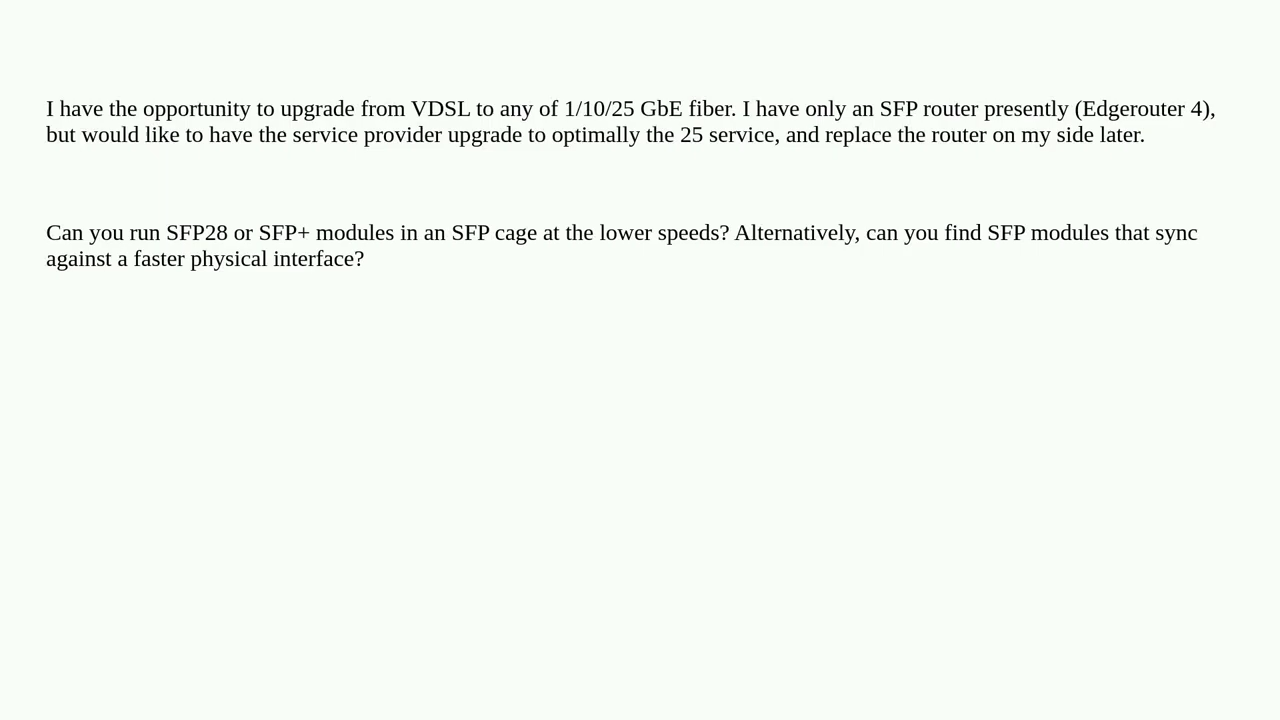 I have the opportunity to upgrade from VDSL to any of 1/10/25 GbE fiber. I have only an SFP router presently (Edgerouter 4),
but would like to have the service provider upgrade to optimally the 25 service, and replace the router on my side later.
Can you run SFP28 or SFP+ modules in an SFP cage at the lower speeds? Alternatively, can you find SFP modules that sync
against a faster physical interface?